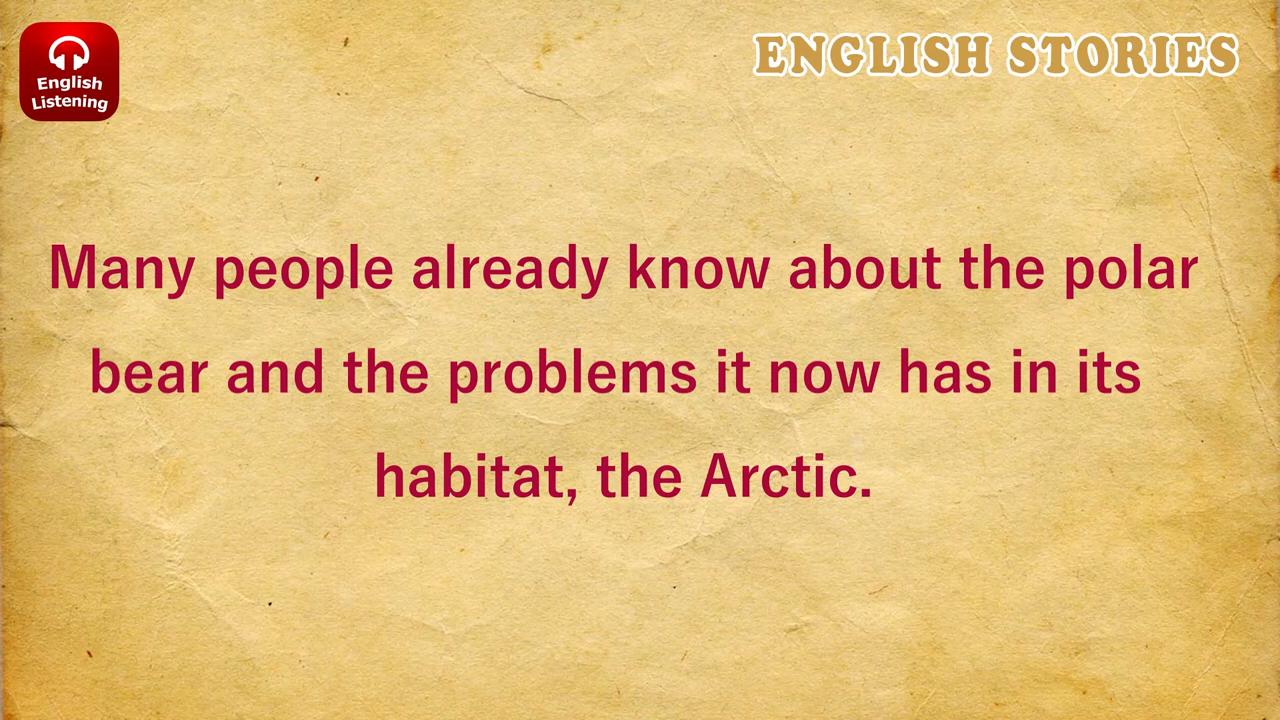 English
Listening
ENGLISH STORIES
Many people already know about the polar
bear and the problems it now has in its
habitat, the Arctic.